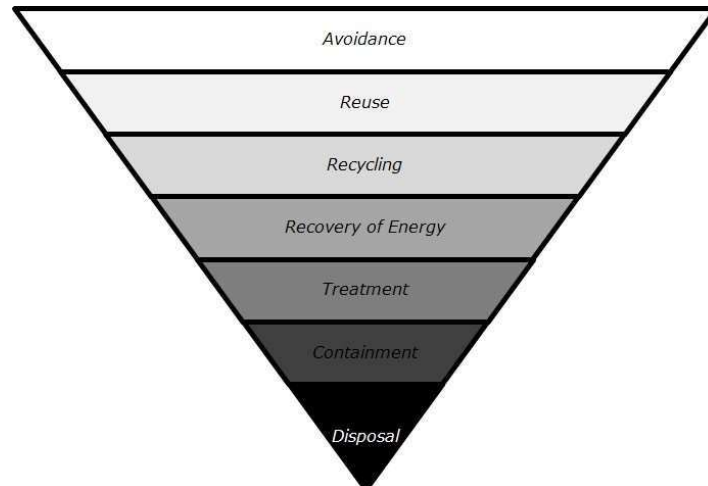 Avoidance
Reuse
Recycling
Recovery of Energy
Treatment
Containment
Disposal